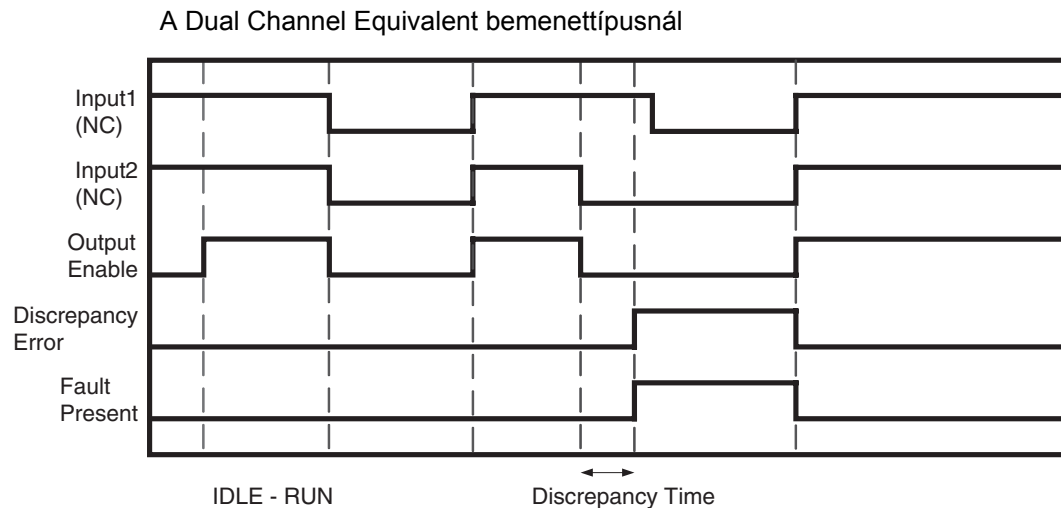 A Dual Channel Equivalent bemenettípusnál
Input1
(NC)
Input2
(NC)
Output
Enable
Discrepancy
Error
Fault
Present
IDLE - RUN
Discrepancy Time